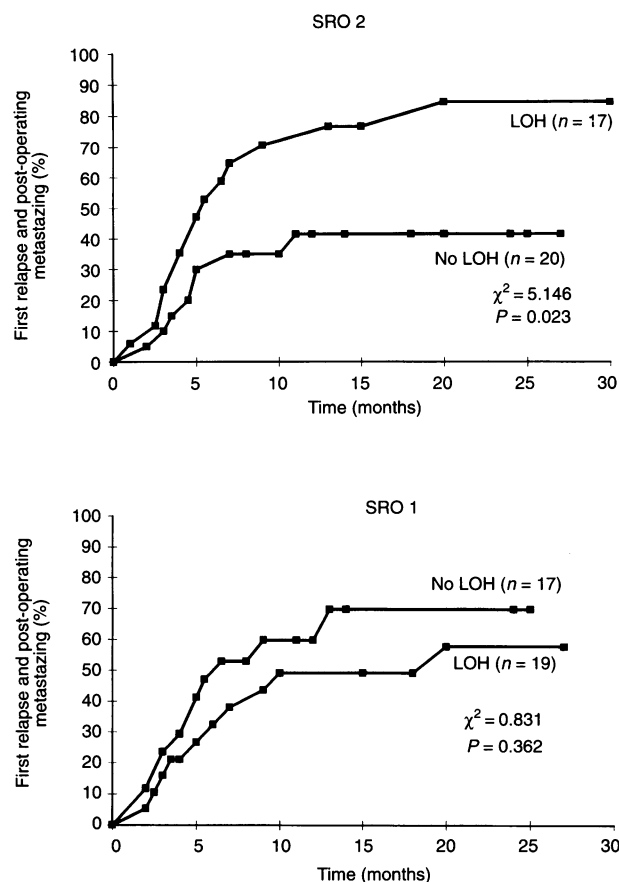 SRO 2
First relapse and post-operating
metastazing (%)
100
90
80
70
60
50
40
30
20
10
0
LOH (n = 17)
No LOH (n = 20)
χ² = 5.146
P = 0.023
0 5 10 15 20 25 30
Time (months)
SRO 1
First relapse and post-operating
metastazing (%)
100
90
80
70
60
50
40
30
20
10
0
No LOH (n = 17)
LOH (n = 19)
χ² = 0.831
P = 0.362
0 5 10 15 20 25 30
Time (months)